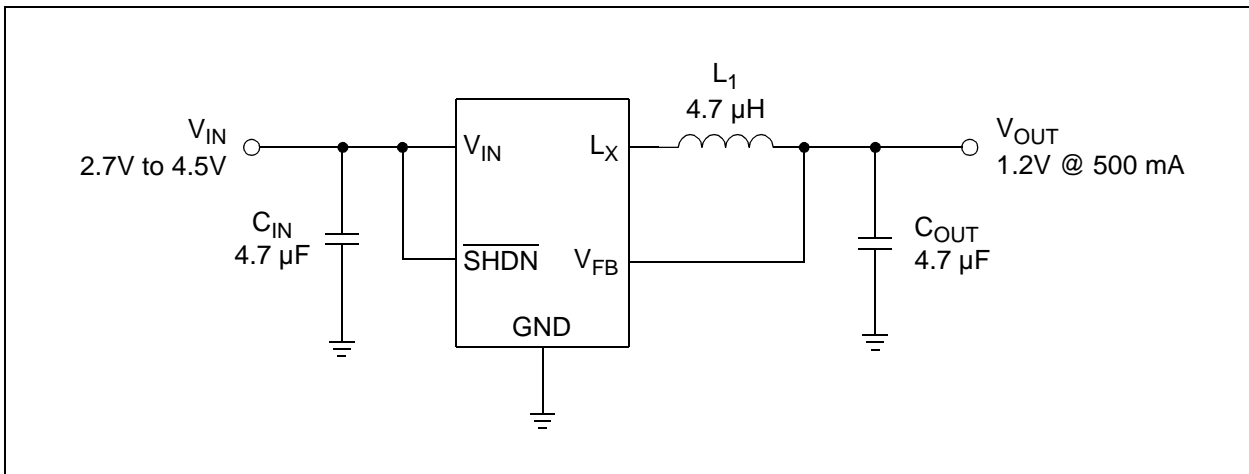 L1
4.7 µH
VIN
2.7V to 4.5V
VIN
LX
VOUT
1.2V @ 500 mA
CIN
4.7 µF
SHDN
VFB
COUT
4.7 µF
GND